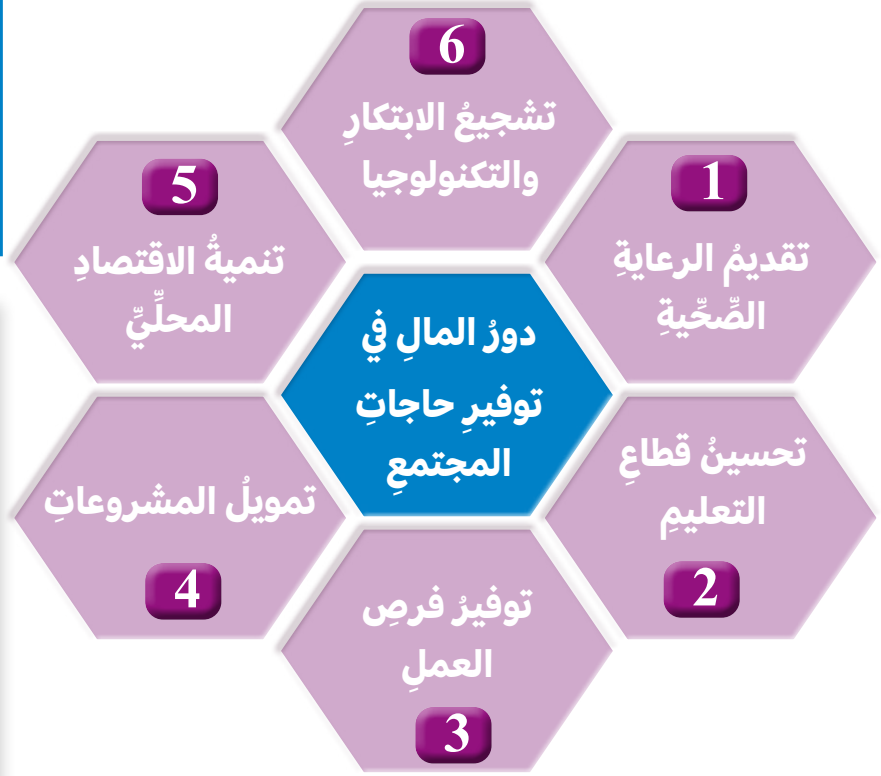 دورُ المالِ في
توفيرِ حاجاتِ
المجتمعِ
1
تقديمُ الرعايةِ
الصِّحِّيةِ
تحسينُ قطاعِ
التعليمِ
2
توفيرُ فرصِ
العملِ
3
تمويلُ المشروعاتِ
4
5
تنميةُ الاقتصادِ
المحلِّيِّ
6
تشجيعُ الابتكارِ
والتكنولوجيا